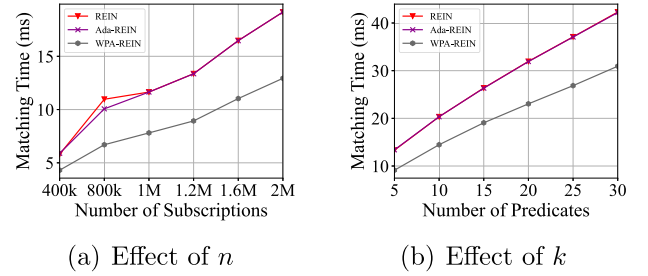 REIN
Ada-REIN
WPA-REIN
Matching Time (ms)
15
10
5
400k 800k 1M 1.2M 1.6M 2M
Number of Subscriptions
(a) Effect of n
REIN
Ada-REIN
WPA-REIN
Matching Time (ms)
40
30
20
10
5 10 15 20 25 30
Number of Predicates
(b) Effect of k